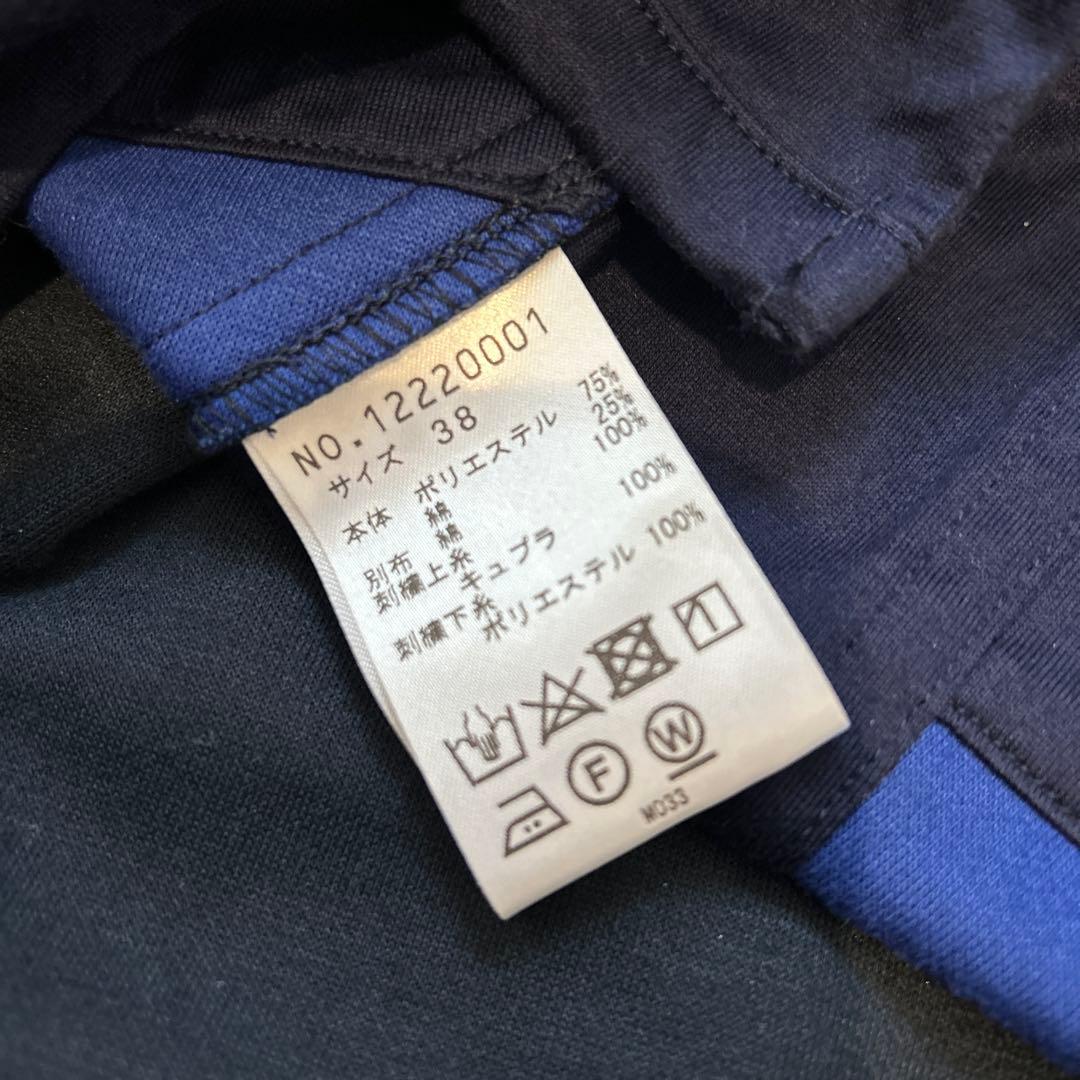 NO.12220001
サイズ 38
本体 ポリエステル 75%
綿 25%
別布 綿 100%
刺繍上糸
キュプラ 100%
刺繍下糸
ポリエステル 100%
F W
M033